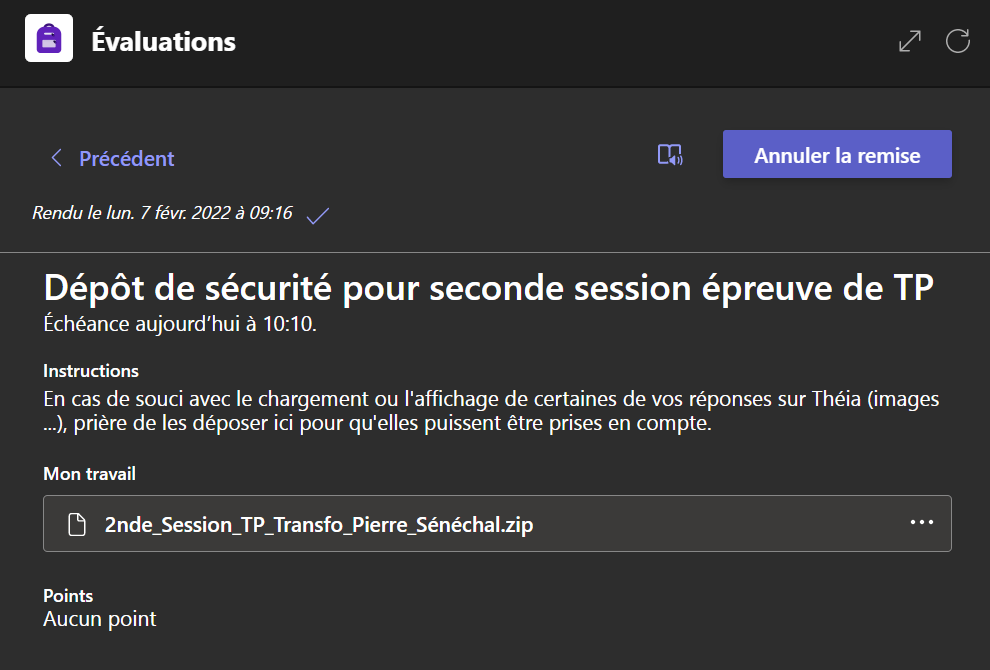 Évaluations
Précédent
Annuler la remise
Rendu le lun. 7 févr. 2022 à 09:16
Dépôt de sécurité pour seconde session épreuve de TP
Échéance aujourd’hui à 10:10.
Instructions
En cas de souci avec le chargement ou l'affichage de certaines de vos réponses sur Théia (images
...), prière de les déposer ici pour qu'elles puissent être prises en compte.
Mon travail
2nde_Session_TP_Transfo_Pierre_Sénéchal.zip
Points
Aucun point